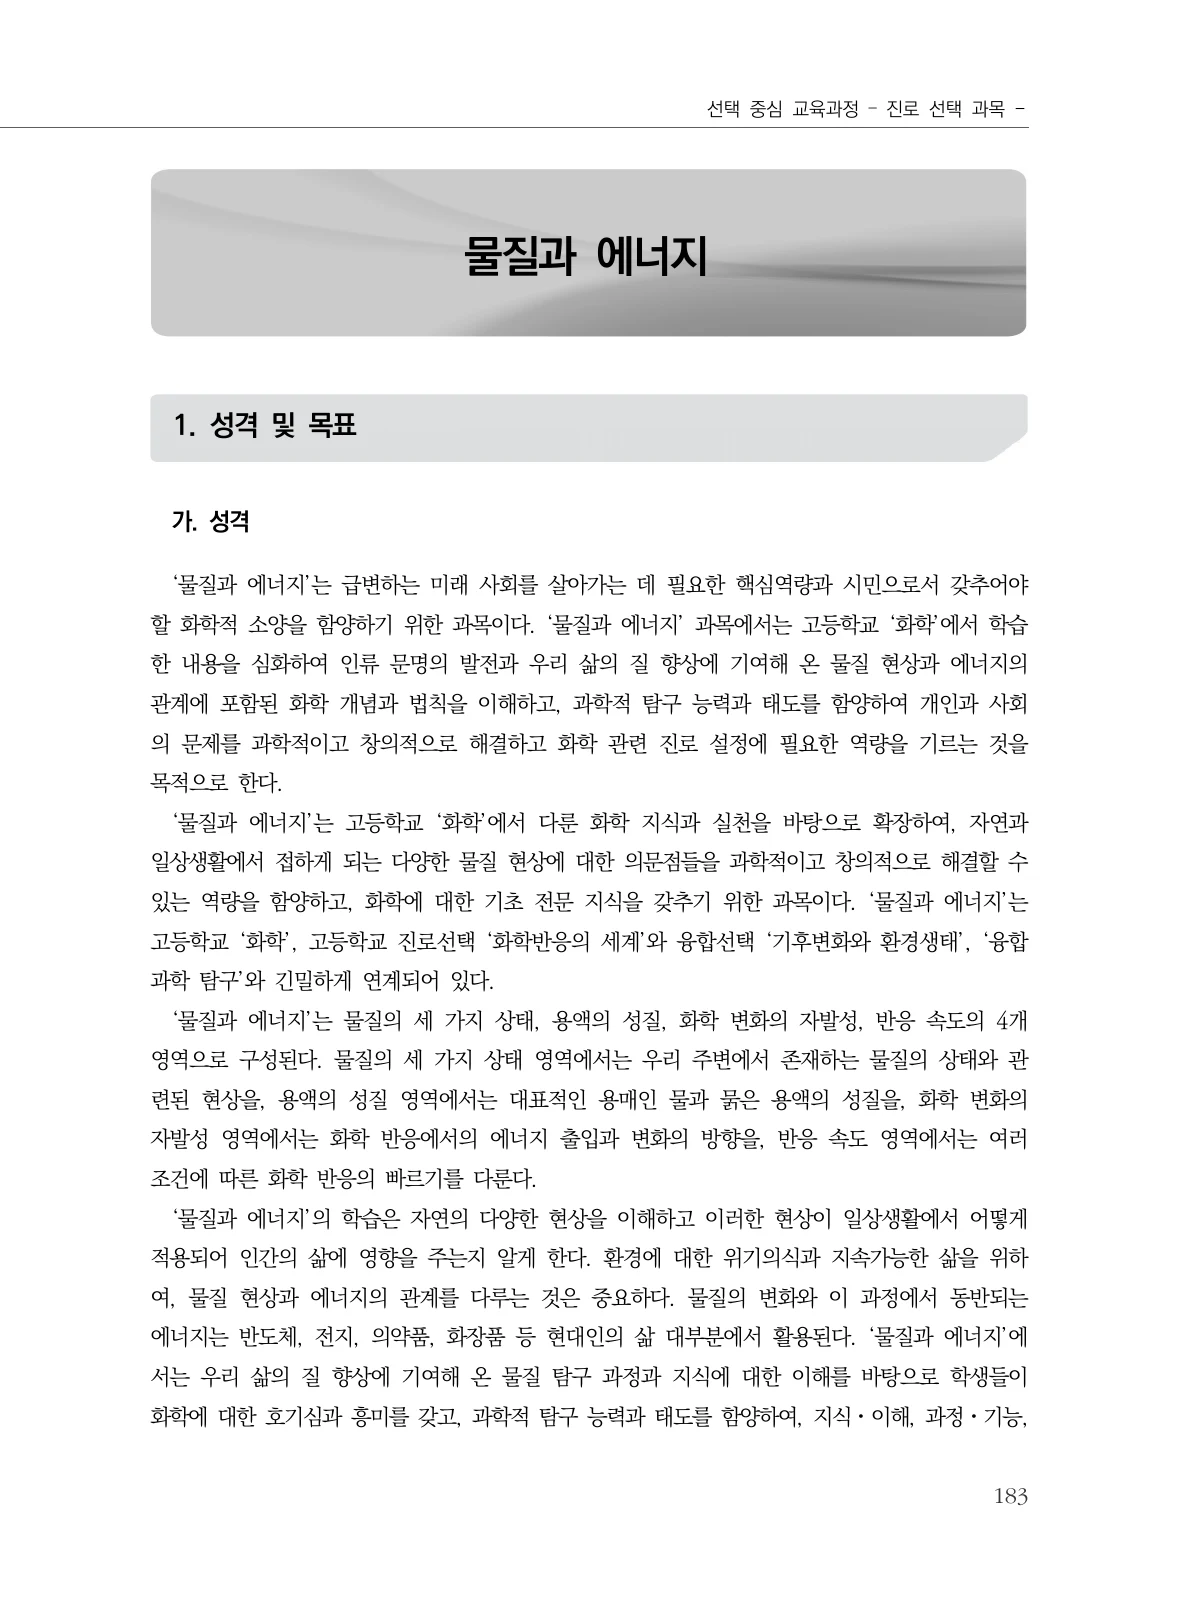 선택 중심 교육과정 - 진로 선택 과목 -
물질과 에너지
1. 성격 및 목표
가. 성격
‘물질과 에너지’는 급변하는 미래 사회를 살아가는 데 필요한 핵심역량과 시민으로서 갖추어야
할 화학적 소양을 함양하기 위한 과목이다. ‘물질과 에너지’ 과목에서는 고등학교 ‘화학’에서 학습
한 내용을 심화하여 인류 문명의 발전과 우리 삶의 질 향상에 기여해 온 물질 현상과 에너지의
관계에 포함된 화학 개념과 법칙을 이해하고, 과학적 탐구 능력과 태도를 함양하여 개인과 사회
의 문제를 과학적이고 창의적으로 해결하고 화학 관련 진로 설정에 필요한 역량을 기르는 것을
목적으로 한다.
‘물질과 에너지’는 고등학교 ‘화학’에서 다룬 화학 지식과 실천을 바탕으로 확장하여, 자연과
일상생활에서 접하게 되는 다양한 물질 현상에 대한 의문점들을 과학적이고 창의적으로 해결할 수
있는 역량을 함양하고, 화학에 대한 기초 전문 지식을 갖추기 위한 과목이다. ‘물질과 에너지’는
고등학교 ‘화학’, 고등학교 진로선택 ‘화학반응의 세계’와 융합선택 ‘기후변화와 환경생태’, ‘융합
과학 탐구’와 긴밀하게 연계되어 있다.
‘물질과 에너지’는 물질의 세 가지 상태, 용액의 성질, 화학 변화의 자발성, 반응 속도의 4개
영역으로 구성된다. 물질의 세 가지 상태 영역에서는 우리 주변에서 존재하는 물질의 상태와 관
련된 현상을, 용액의 성질 영역에서는 대표적인 용매인 물과 묽은 용액의 성질을, 화학 변화의
자발성 영역에서는 화학 반응에서의 에너지 출입과 변화의 방향을, 반응 속도 영역에서는 여러
조건에 따른 화학 반응의 빠르기를 다룬다.
‘물질과 에너지’의 학습은 자연의 다양한 현상을 이해하고 이러한 현상이 일상생활에서 어떻게
적용되어 인간의 삶에 영향을 주는지 알게 한다. 환경에 대한 위기의식과 지속가능한 삶을 위하
여, 물질 현상과 에너지의 관계를 다루는 것은 중요하다. 물질의 변화와 이 과정에서 동반되는
에너지는 반도체, 전지, 의약품, 화장품 등 현대인의 삶 대부분에서 활용된다. ‘물질과 에너지’에
서는 우리 삶의 질 향상에 기여해 온 물질 탐구 과정과 지식에 대한 이해를 바탕으로 학생들이
화학에 대한 호기심과 흥미를 갖고, 과학적 탐구 능력과 태도를 함양하여, 지식・이해, 과정・기능,
183